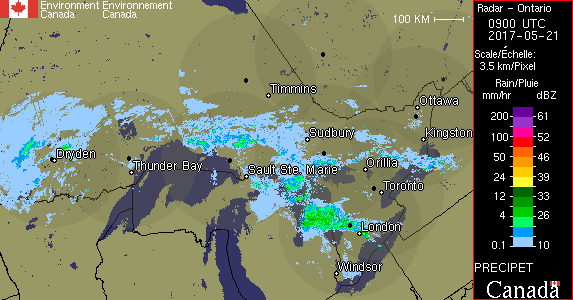 Environment Environnement
Canada Canada
100 KM
Timmins
Ottawa
Sudbury
Kingston
Dryden
Thunder Bay
Sault Ste. Marie
Orillia
Toronto
London
Windsor
Radar - Ontario
0900 UTC
2017-05-21
Scale/Échelle:
3.5 km/Pixel
Rain/Pluie
mm/hr dBZ
200 61
100 52
50 46
24 39
12 33
4 26
0.1 10
PRECIPET
Canada